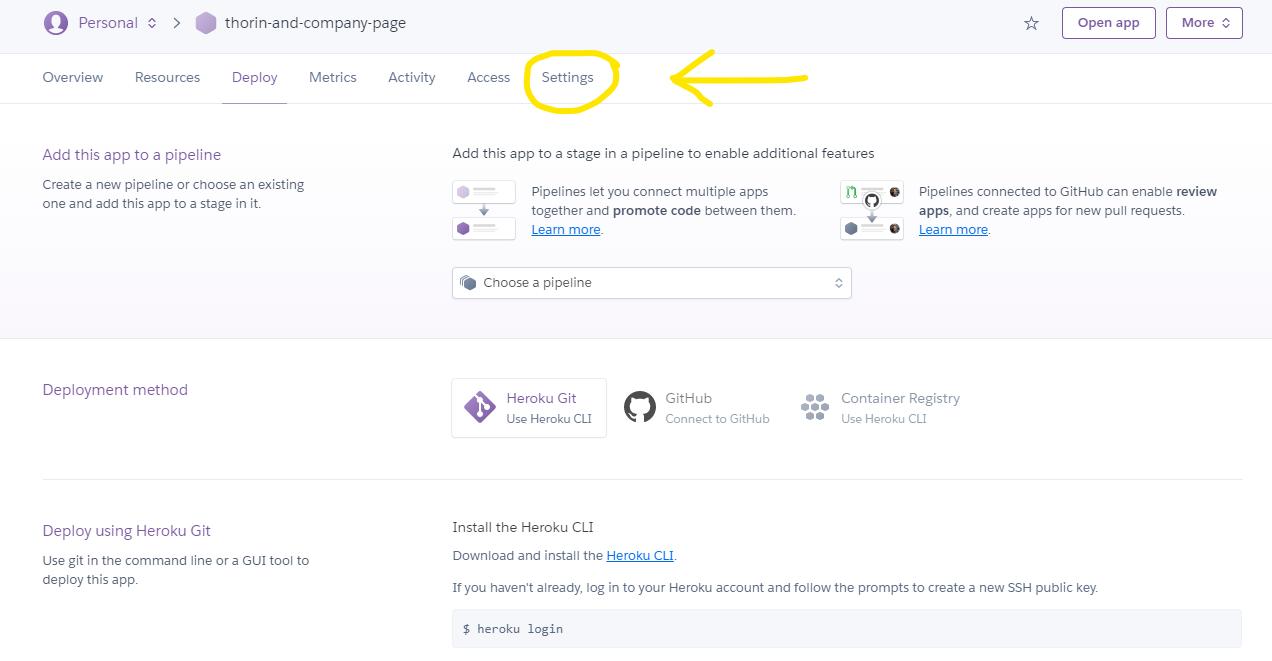 Personal thorin-and-company-page Open app More
Overview Resources Deploy Metrics Activity Access Settings
Add this app to a pipeline
Create a new pipeline or choose an existing
one and add this app to a stage in it.
Add this app to a stage in a pipeline to enable additional features
Pipelines let you connect multiple apps
together and promote code between them.
Learn more.
Pipelines connected to GitHub can enable review
apps, and create apps for new pull requests.
Learn more.
Choose a pipeline
Deployment method
Heroku Git
Use Heroku CLI
GitHub
Connect to GitHub
Container Registry
Use Heroku CLI
Deploy using Heroku Git
Use git in the command line or a GUI tool to
deploy this app.
Install the Heroku CLI
Download and install the Heroku CLI.
If you haven't already, log in to your Heroku account and follow the prompts to create a new SSH public key.
$ heroku login